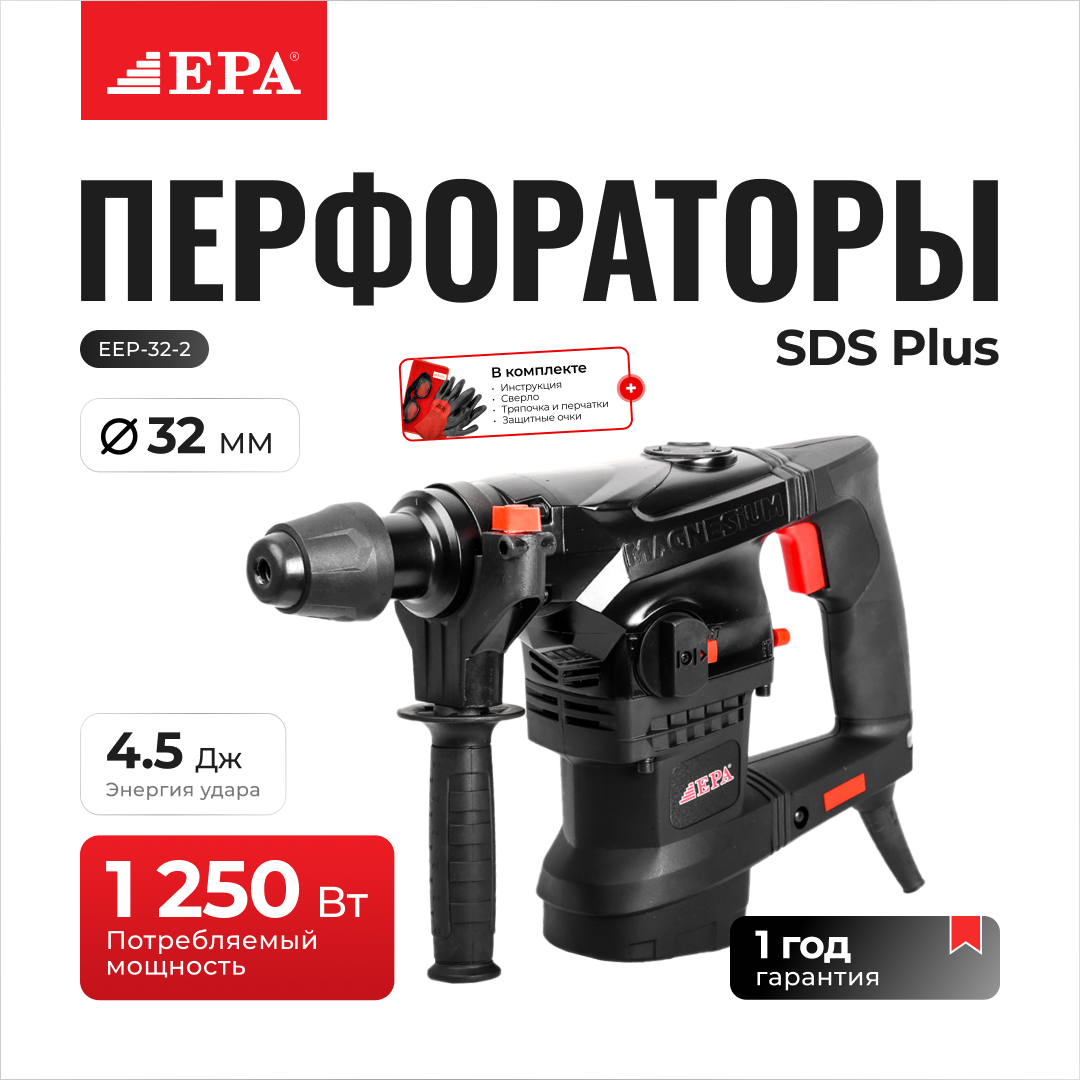 EPA®
ПЕРФОРАТОРЫ
EEP-32-2
SDS Plus
В комплекте
• Инструкция
• Сверло
• Тряпочка и перчатки
• Защитные очки
Ø 32 мм
MAGNESIUM
4.5 Дж
Энергия удара
EPA
1 250 Вт
Потребляемый
мощность
1 год
гарантия